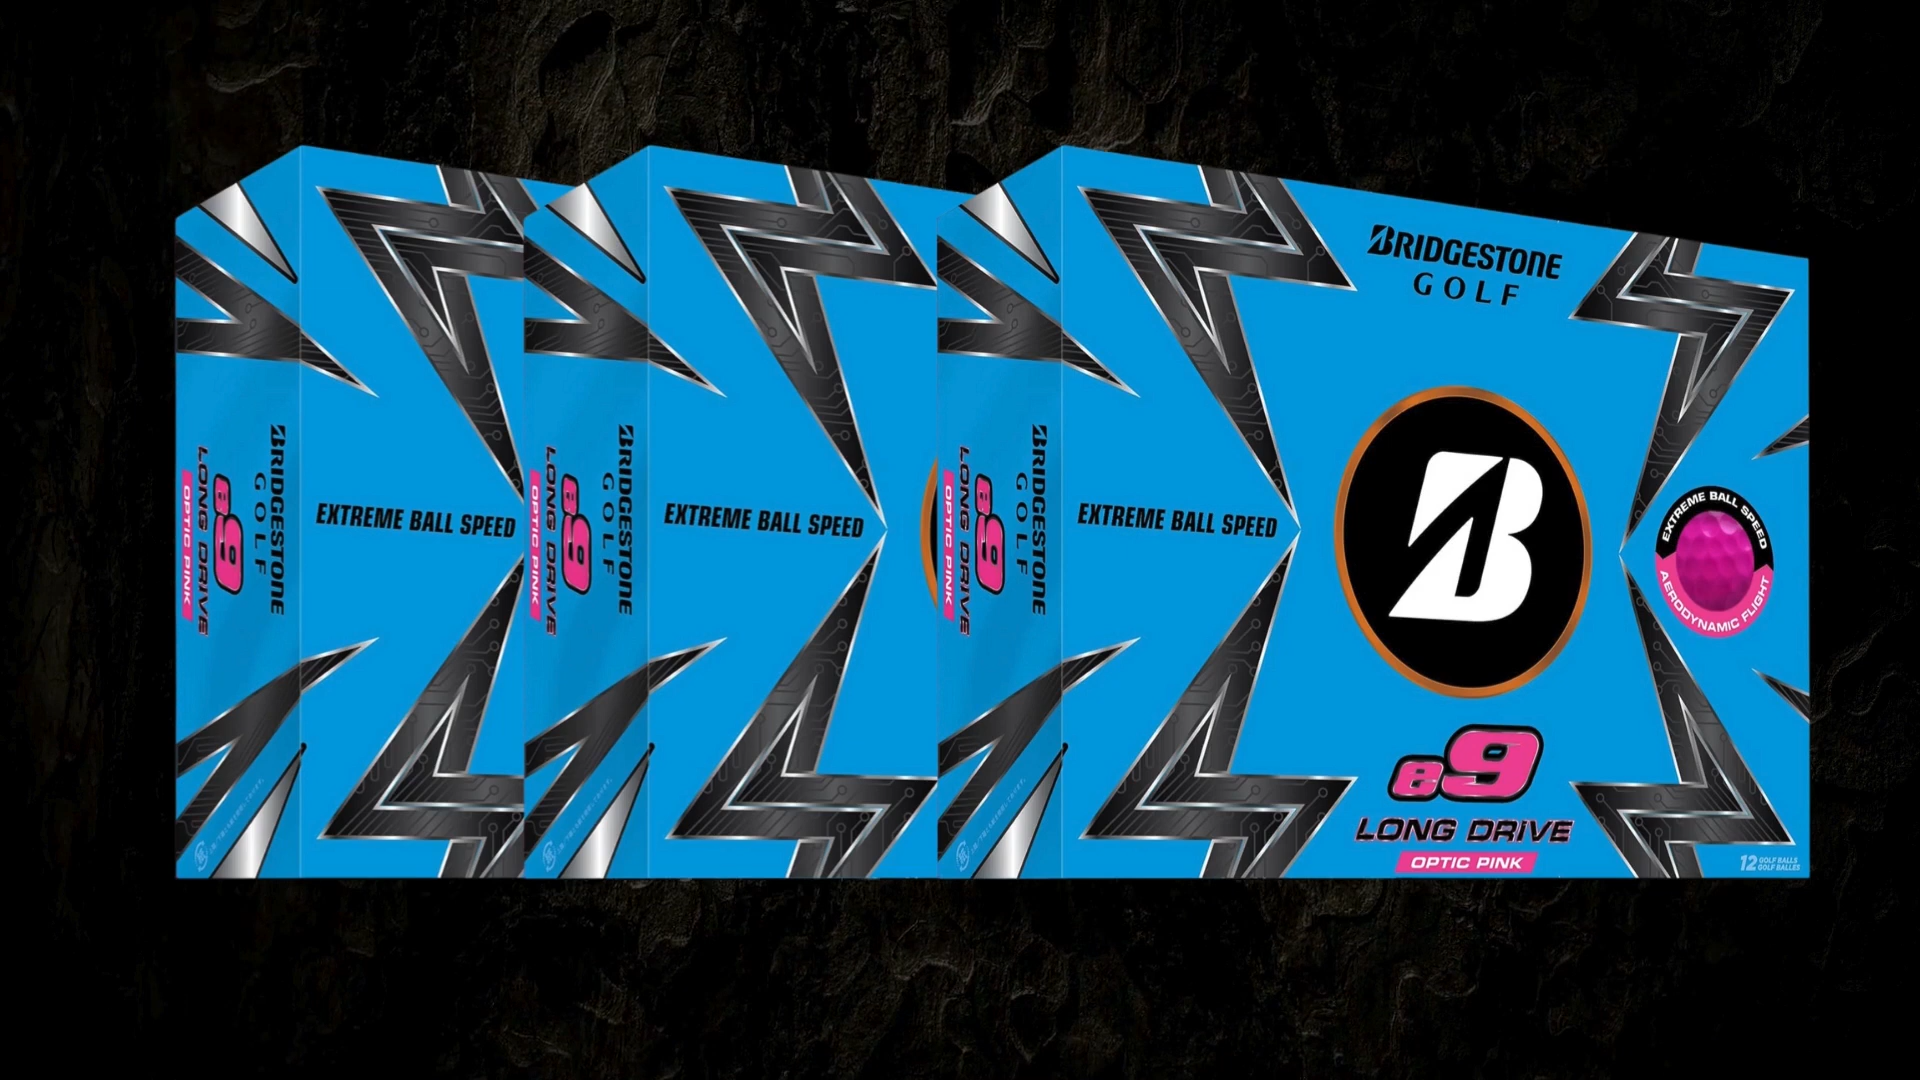 BRIDGESTONE
GOLF
e9
LONG DRIVE
OPTIC PINK
EXTREME BALL SPEED
BRIDGESTONE
GOLF
e9
LONG DRIVE
OPTIC PINK
EXTREME BALL SPEED
BRIDGESTONE
GOLF
e9
LONG DRIVE
OPTIC PINK
EXTREME BALL SPEED
BRIDGESTONE
GOLF
B
EXTREME BALL SPEED
AERODYNAMIC FLIGHT
e9
LONG DRIVE
OPTIC PINK
12 GOLF BALLS
GOLF BALLES